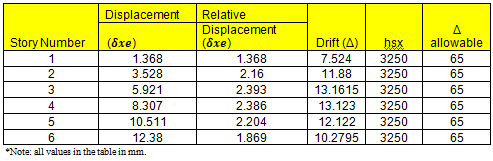 Displacement Relative
Displacement Δ
Story Number (δxe) (δxe) Drift (Δ) hsx allowable
1 1.368 1.368 7.524 3250 65
2 3.528 2.16 11.88 3250 65
3 5.921 2.393 13.1615 3250 65
4 8.307 2.386 13.123 3250 65
5 10.511 2.204 12.122 3250 65
6 12.38 1.869 10.2795 3250 65
*Note: all values in the table in mm.